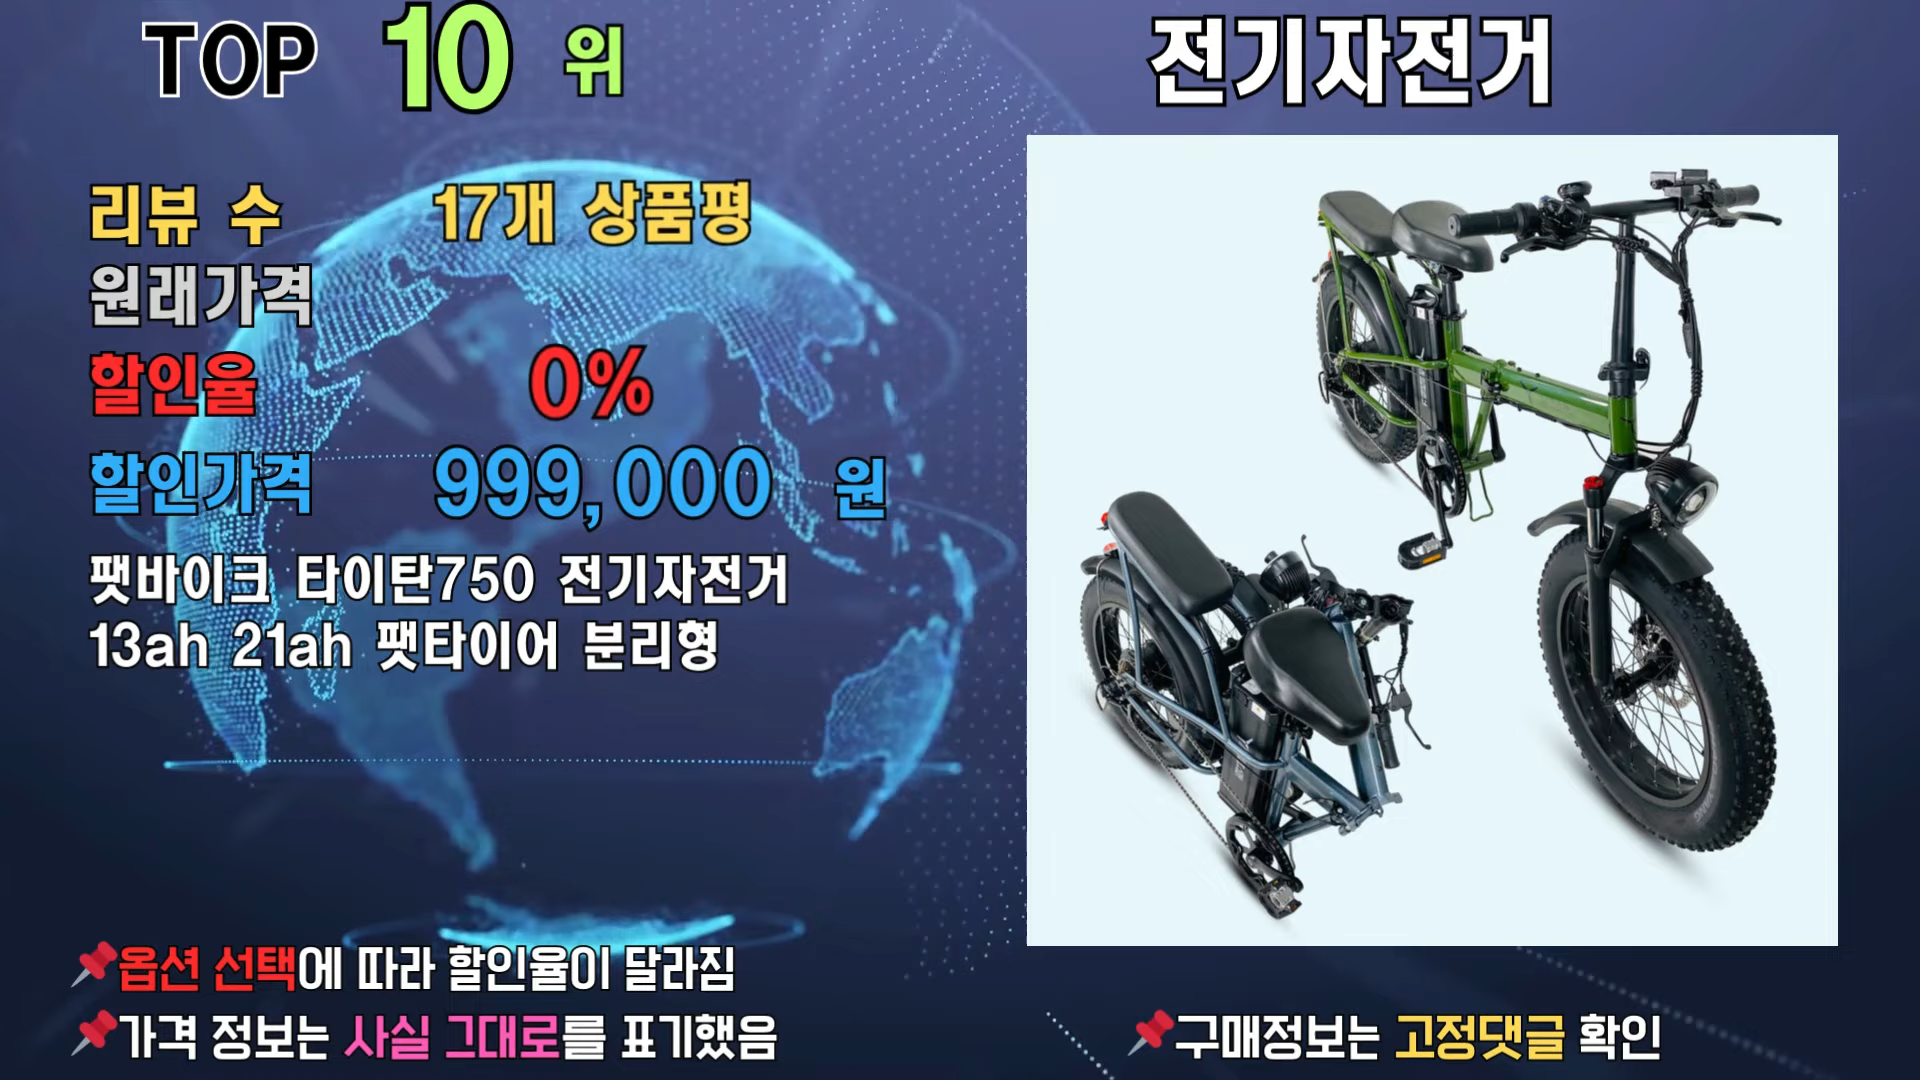 TOP 10 위
전기자전거
리뷰 수 17개 상품평
원래가격
할인율 0%
할인가격 999,000 원
팻바이크 타이탄750 전기자전거
13ah 21ah 팻타이어 분리형
📌옵션 선택에 따라 할인율이 달라짐
📌가격 정보는 사실 그대로를 표기했음
📌구매정보는 고정댓글 확인